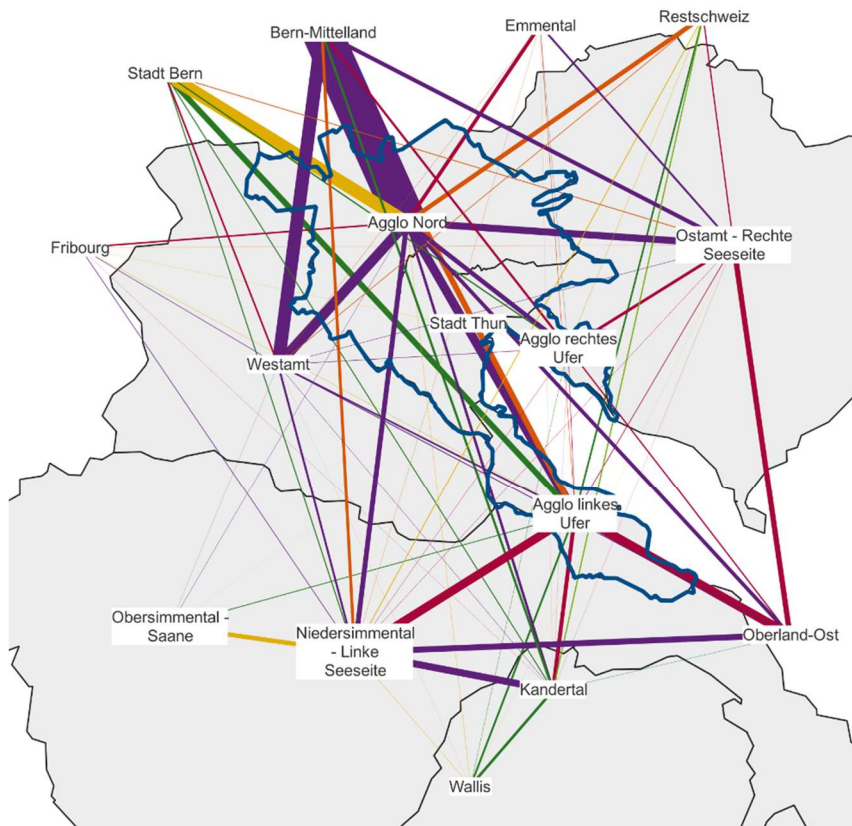 Restschweiz
Bern-Mittelland
Emmental
Stadt Bern
Agglo Nord
Fribourg
Ostamt - Rechte
Seeseite
Stadt Thun
Agglo rechtes
Ufer
Westamt
Agglo linkes
Ufer
Obersimmental -
Saane
Niedersimmental
- Linke
Seeseite
Oberland-Ost
Kandertal
Wallis